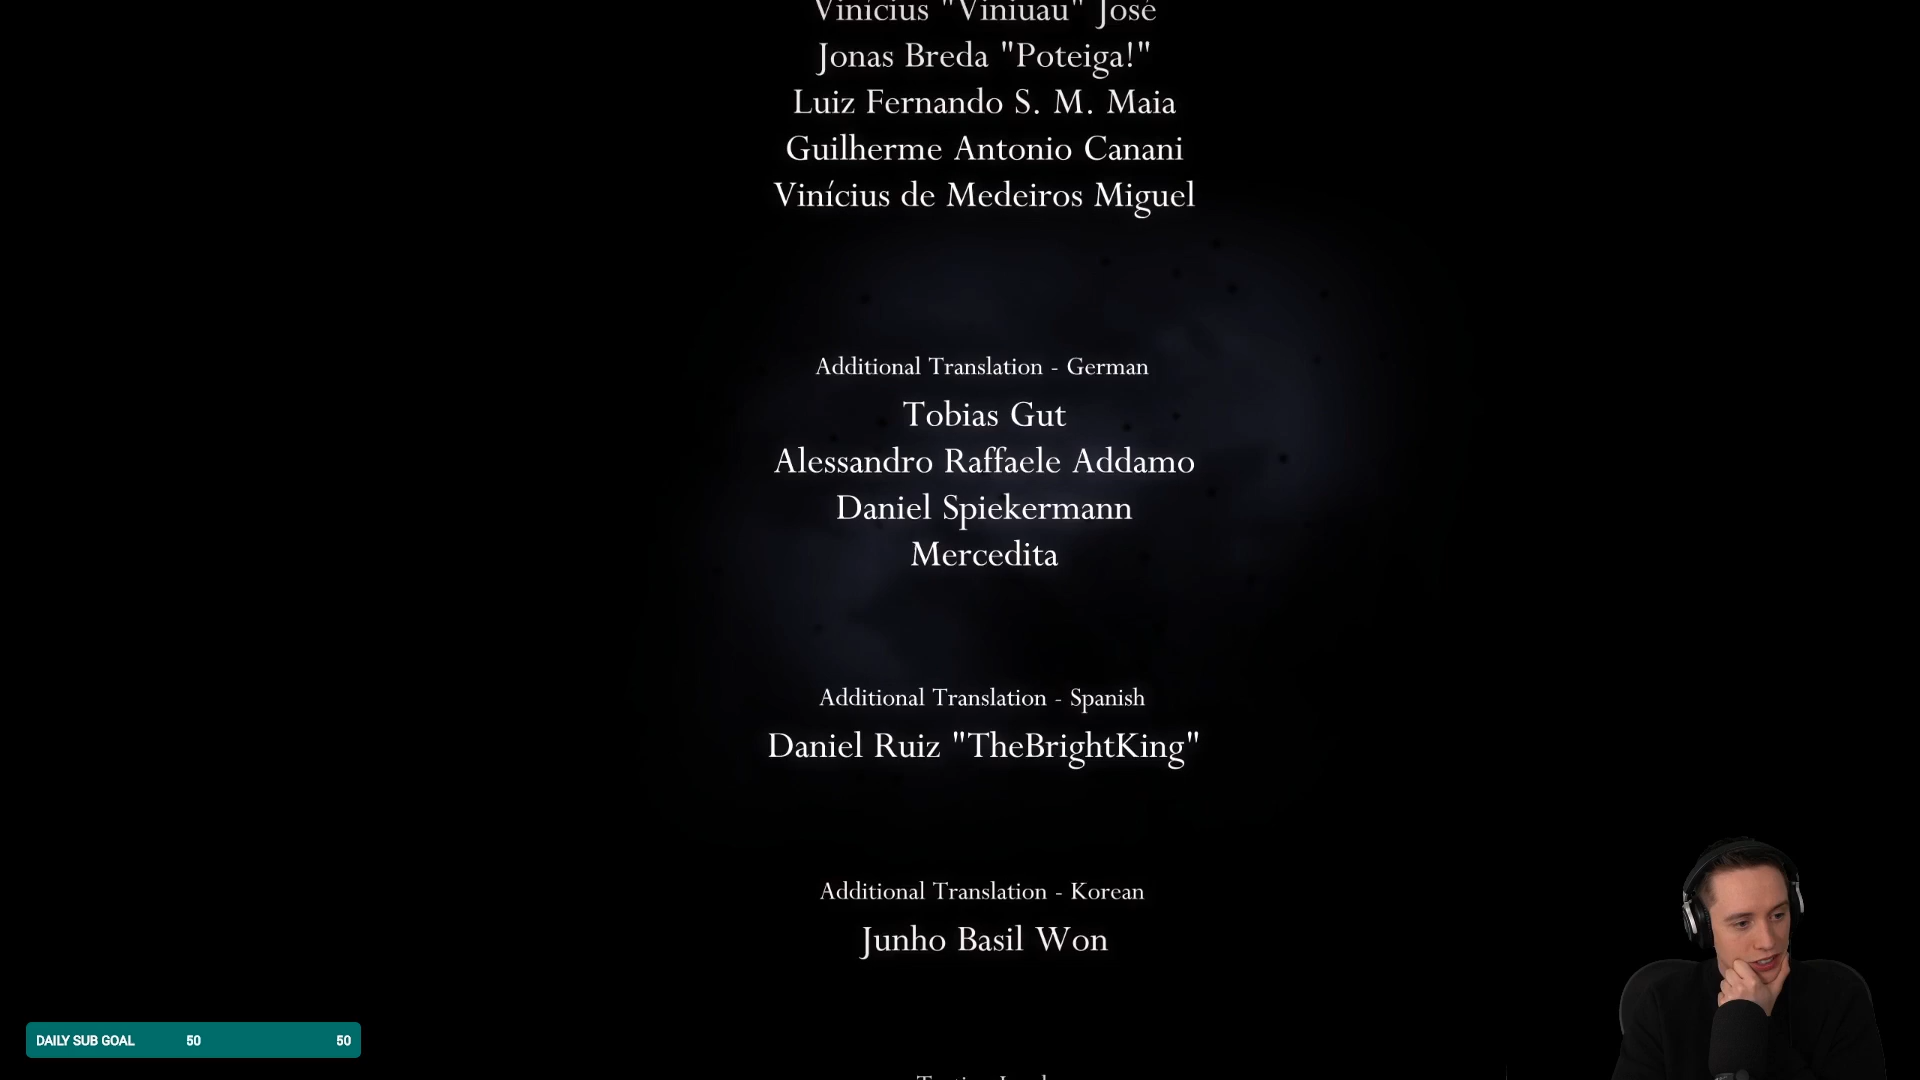 Vinícius "Viniuau" José
Jonas Breda "Poteiga!"
Luiz Fernando S. M. Maia
Guilherme Antonio Canani
Vinícius de Medeiros Miguel
Additional Translation - German
Tobias Gut
Alessandro Raffaele Addamo
Daniel Spiekermann
Mercedita
Additional Translation - Spanish
Daniel Ruiz "TheBrightKing"
Additional Translation - Korean
Junho Basil Won
DAILY SUB GOAL 50 50